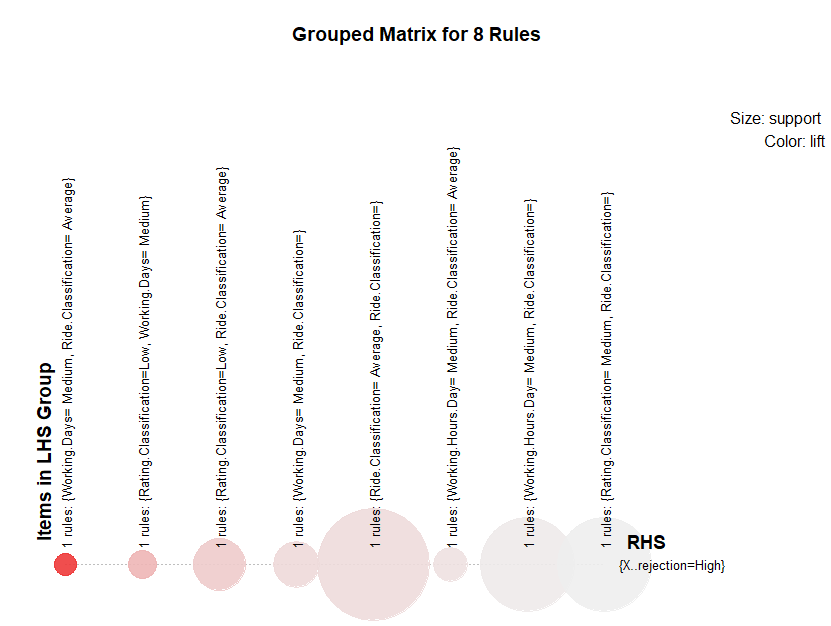 Grouped Matrix for 8 Rules
Size: support
Color: lift
Items in LHS Group
1 rules: {Working.Days= Medium, Ride.Classification= Average}
1 rules: {Rating.Classification=Low, Working.Days= Medium}
1 rules: {Rating.Classification=Low, Ride.Classification= Average}
1 rules: {Working.Days= Medium, Ride.Classification=}
1 rules: {Ride.Classification= Average, Ride.Classification=}
1 rules: {Working.Hours.Day= Medium, Ride.Classification= Average}
1 rules: {Working.Hours.Day= Medium, Ride.Classification=}
1 rules: {Rating.Classification= Medium, Ride.Classification=}
RHS
{X..rejection=High}